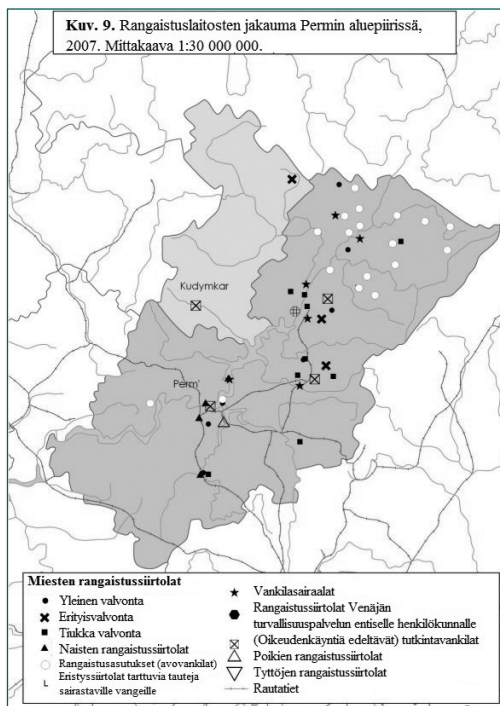 Kuv. 9. Rangaistuslaitosten jakauma Permin aluepiirissä,
2007. Mittakaava 1:30 000 000.
Kudymkar
Perm'
Miesten rangaistussiirtolat
Yleinen valvonta
Erityisvalvonta
Tiukka valvonta
Naisten rangaistussiirtolat
Rangaistusasutukset (avovankilat)
Eristyssiirtolat tarttuvia tauteja
sairastaville vangeille
Vankilasairaalat
Rangaistussiirtolat Venäjän
turvallisuuspalvelun entiselle henkilökunnalle
(Oikeudenkäyntiä edeltävät) tutkintavankilat
Poikien rangaistussiirtolat
Tyttöjen rangaistussiirtolat
Rautatiet